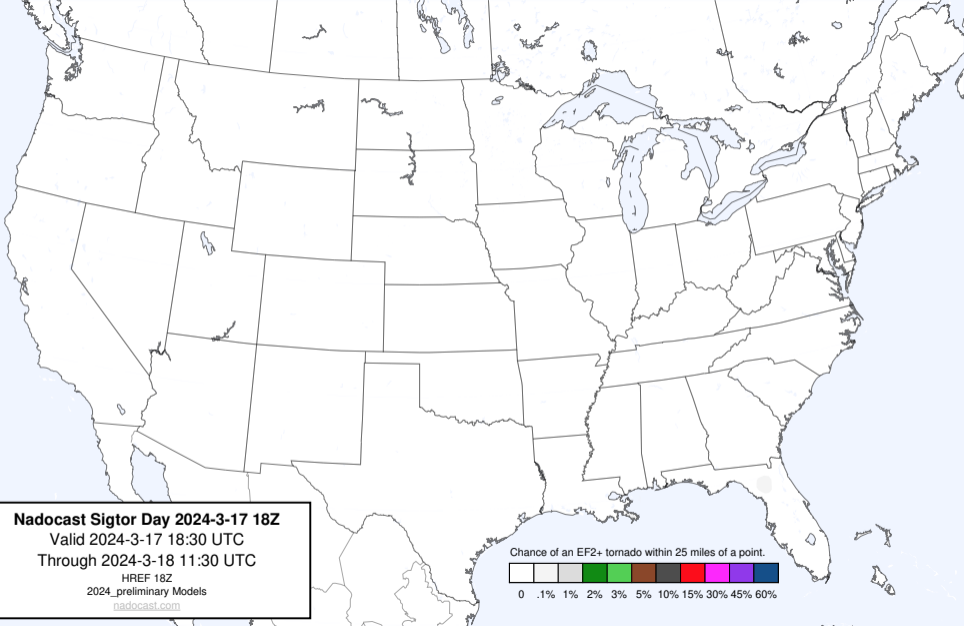 Nadocast Sigtor Day 2024-3-17 18Z
Valid 2024-3-17 18:30 UTC
Through 2024-3-18 11:30 UTC
HREF 18Z
2024_preliminary Models
nadocast.com
Chance of an EF2+ tornado within 25 miles of a point.
0 .1% 1% 2% 3% 5% 10% 15% 30% 45% 60%